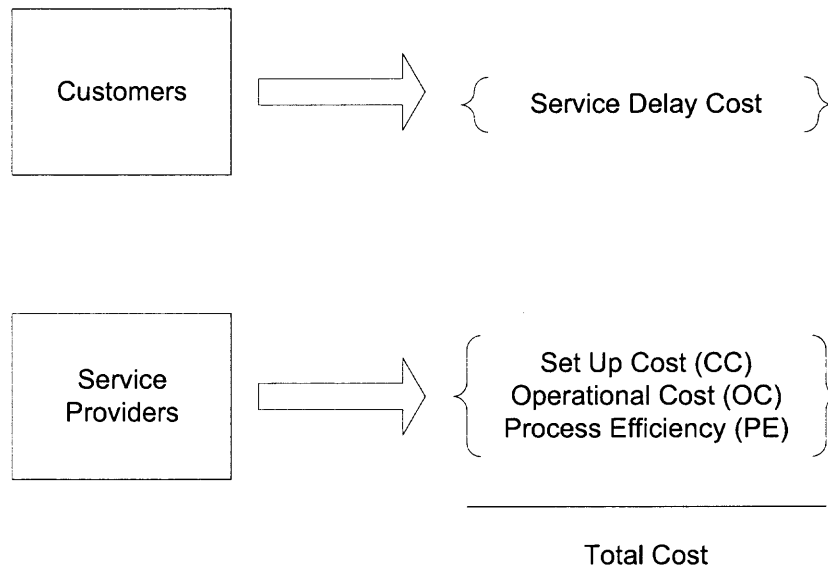 Customers
Service Delay Cost
Service
Providers
Set Up Cost (CC)
Operational Cost (OC)
Process Efficiency (PE)
Total Cost